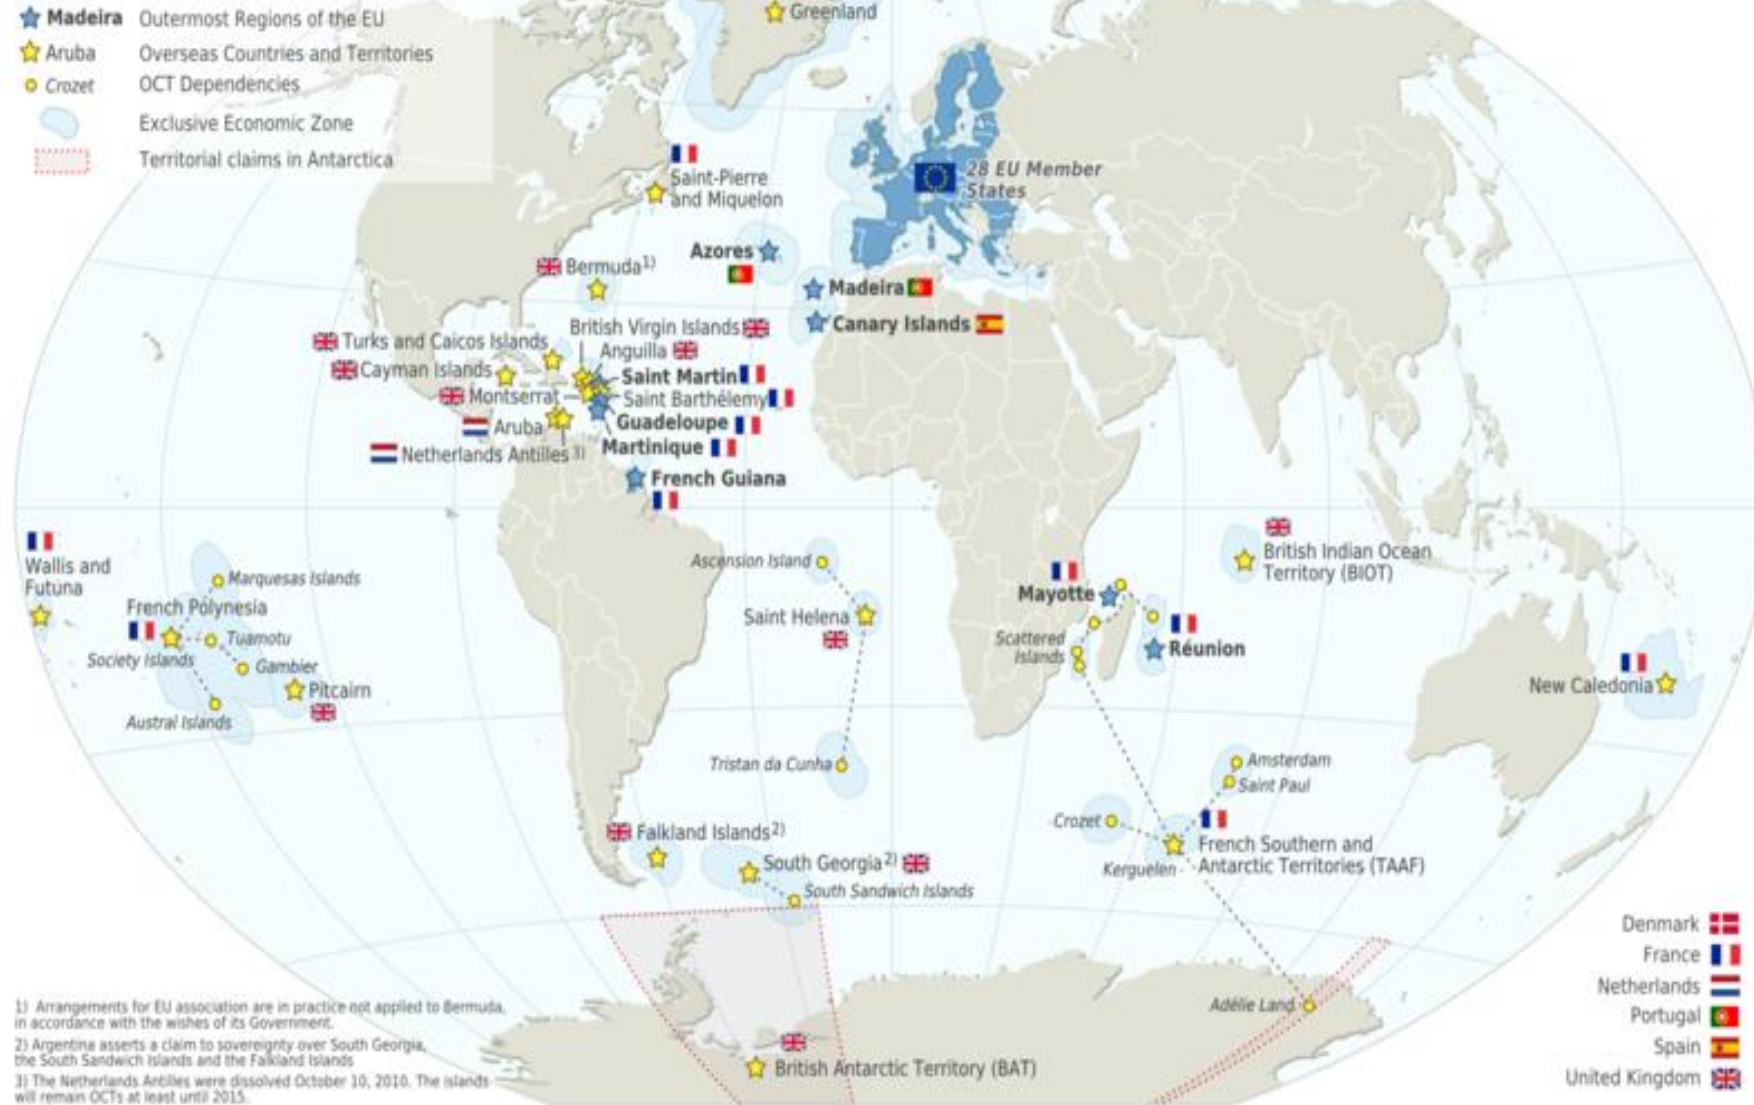 Madeira Outermost Regions of the EU
Aruba Overseas Countries and Territories
Crozet OCT Dependencies
Exclusive Economic Zone
Territorial claims in Antarctica
Greenland
28 EU Member
States
Saint-Pierre
and Miquelon
Azores
Bermuda1)
Madeira
Canary Islands
British Virgin Islands
Turks and Caicos Islands
Anguilla
Cayman Islands
Saint Martin
Montserrat
Saint Barthélemy
Guadeloupe
Aruba
Martinique
Netherlands Antilles 3)
French Guiana
Wallis and
Futuna
Marquesas Islands
French Polynesia
Tuamotu
Society Islands
Gambier
Pitcairn
Austral Islands
Ascension Island
Saint Helena
Tristan da Cunha
British Indian Ocean
Territory (BIOT)
Mayotte
Scattered
Islands
Réunion
New Caledonia
Amsterdam
Saint Paul
Crozet
French Southern and
Antarctic Territories (TAAF)
Kerguelen
Falkland Islands2)
South Georgia2)
South Sandwich Islands
Adélie Land
British Antarctic Territory (BAT)
1) Arrangements for EU association are in practice not applied to Bermuda,
in accordance with the wishes of its Government.
2) Argentina asserts a claim to sovereignty over South Georgia,
the South Sandwich Islands and the Falkland Islands
3) The Netherlands Antilles were dissolved October 10, 2010. The islands
will remain OCTs at least until 2015.
Denmark
France
Netherlands
Portugal
Spain
United Kingdom